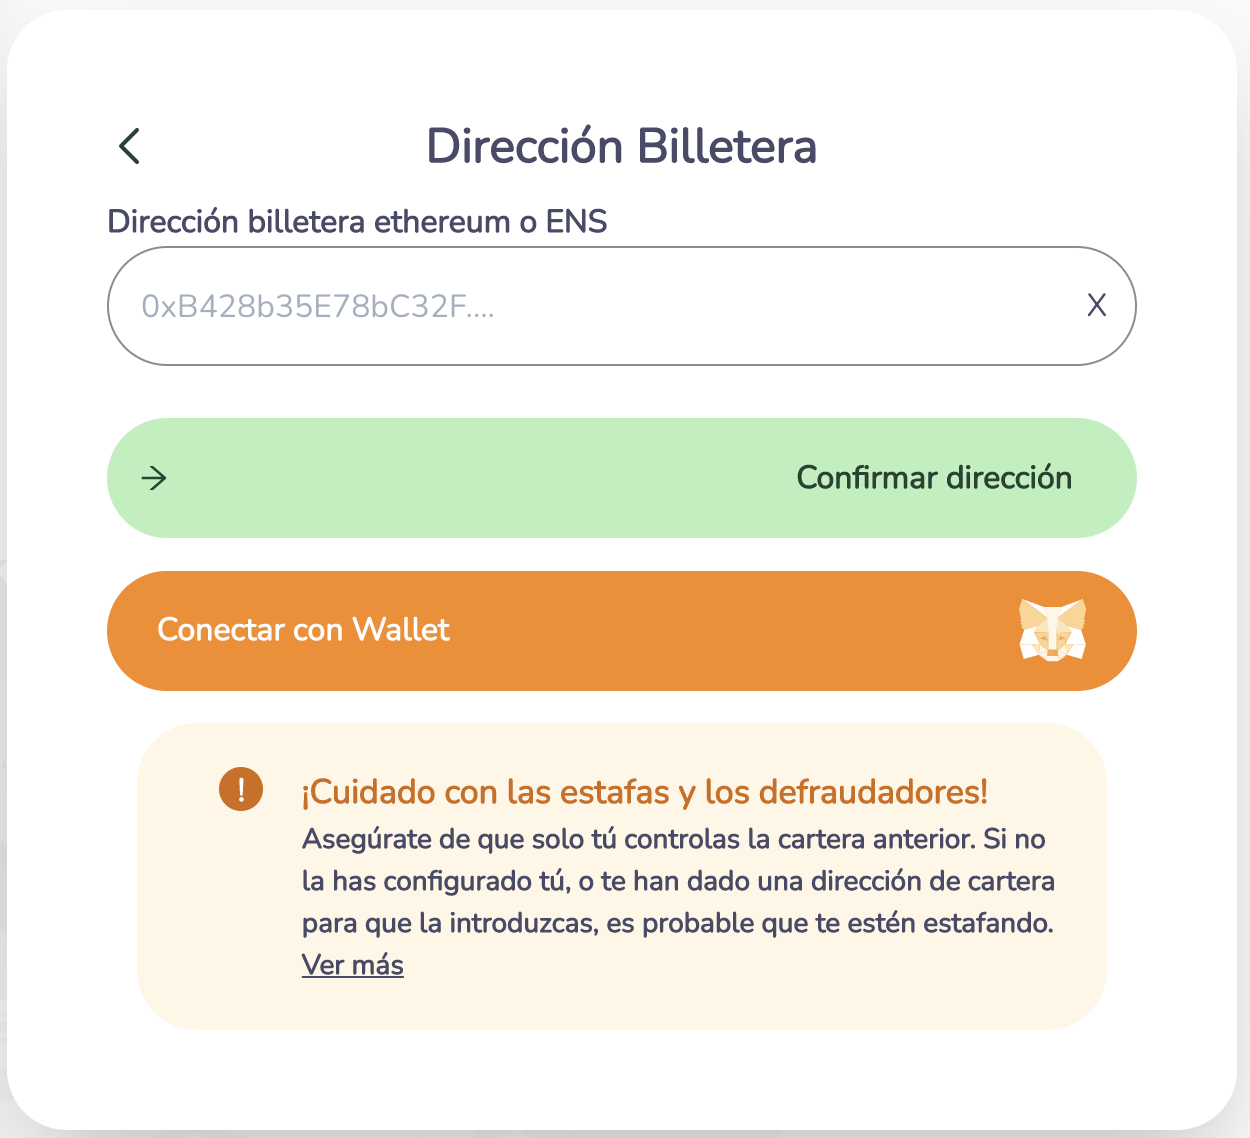 Dirección Billetera
Dirección billetera ethereum o ENS
0xB428b35E78bC32F....
X
Confirmar dirección
Conectar con Wallet
!
¡Cuidado con las estafas y los defraudadores!
Asegúrate de que solo tú controlas la cartera anterior. Si no
la has configurado tú, o te han dado una dirección de cartera
para que la introduzcas, es probable que te estén estafando.
Ver más